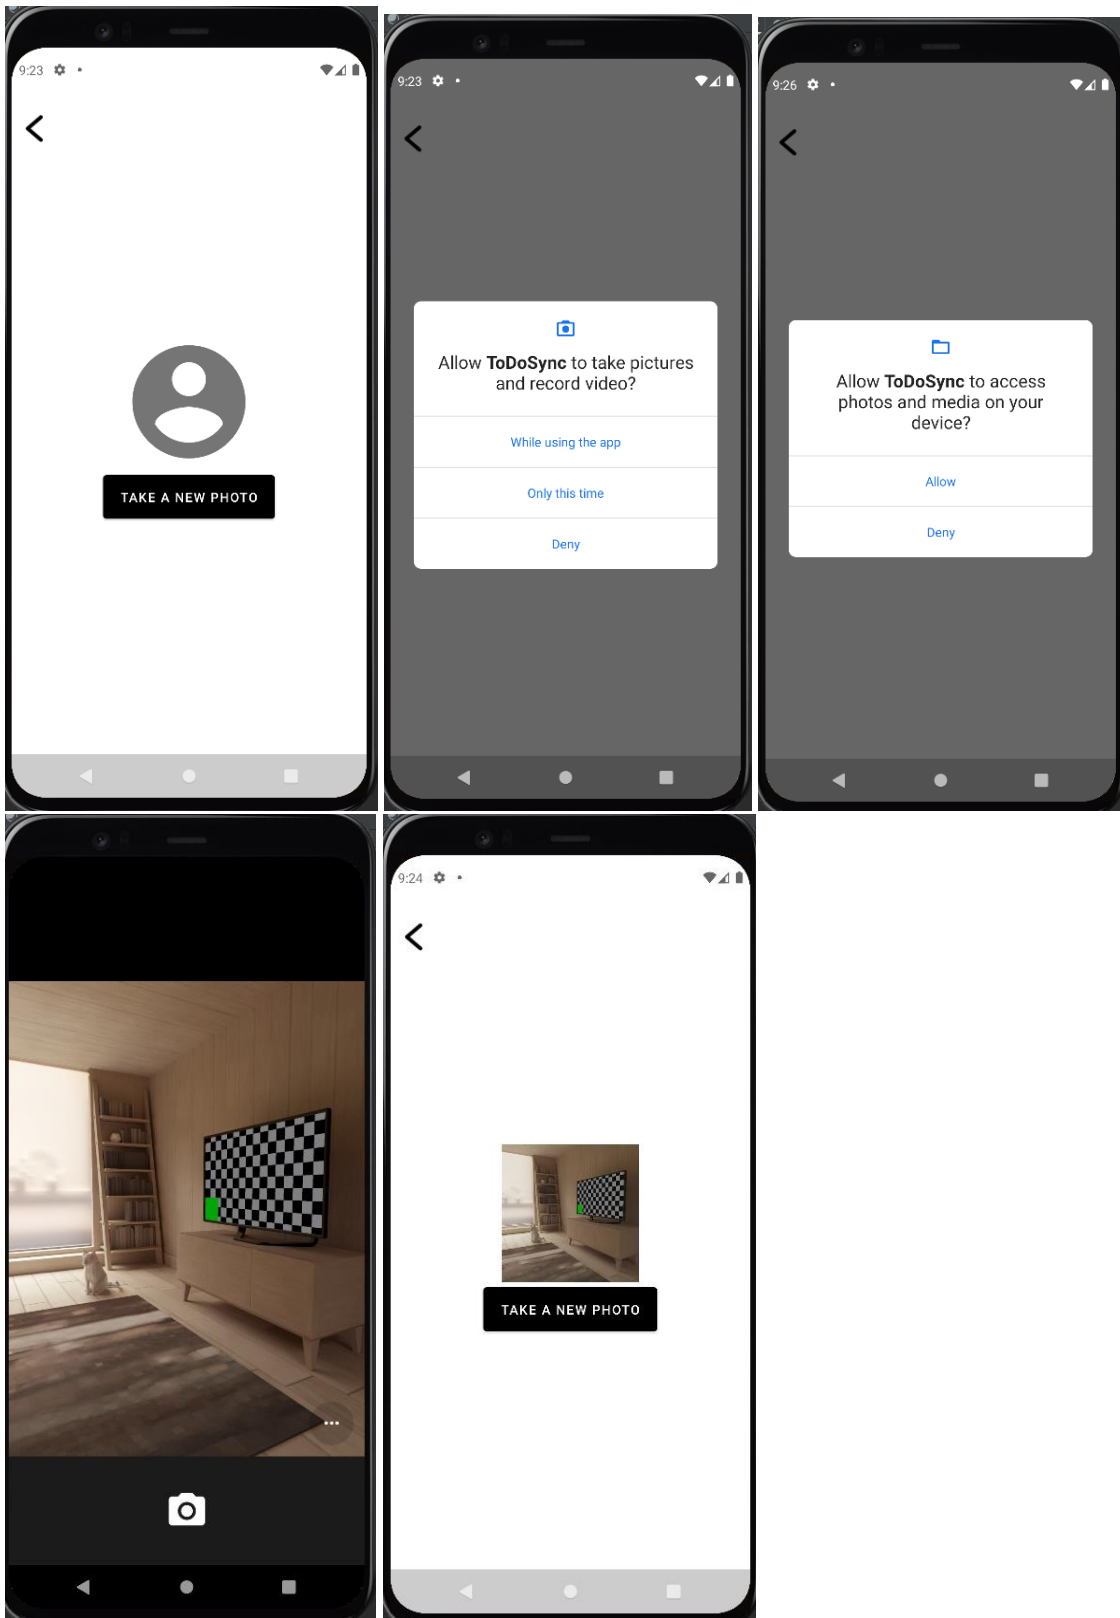 9:23
TAKE A NEW PHOTO
9:23
Allow ToDoSync to take pictures
and record video?
While using the app
Only this time
Deny
9:26
Allow ToDoSync to access
photos and media on your
device?
Allow
Deny
9:24
TAKE A NEW PHOTO